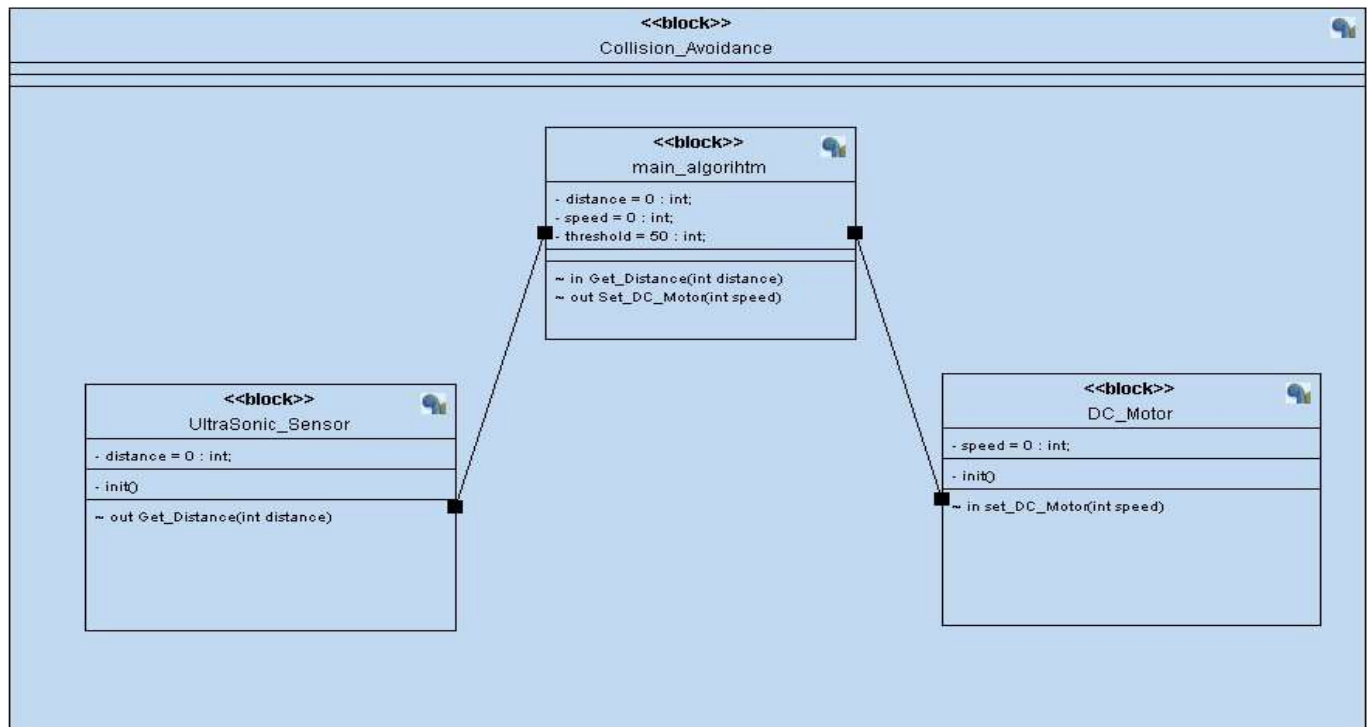 <<block>>
Collision_Avoidance
<<block>>
main_algorihtm
- distance = 0 : int;
- speed = 0 : int;
- threshold = 50 : int;
~ in Get_Distance(int distance)
~ out Set_DC_Motor(int speed)
<<block>>
UltraSonic_Sensor
- distance = 0 : int;
- init()
~ out Get_Distance(int distance)
<<block>>
DC_Motor
- speed = 0 : int;
- init()
~ in set_DC_Motor(int speed)